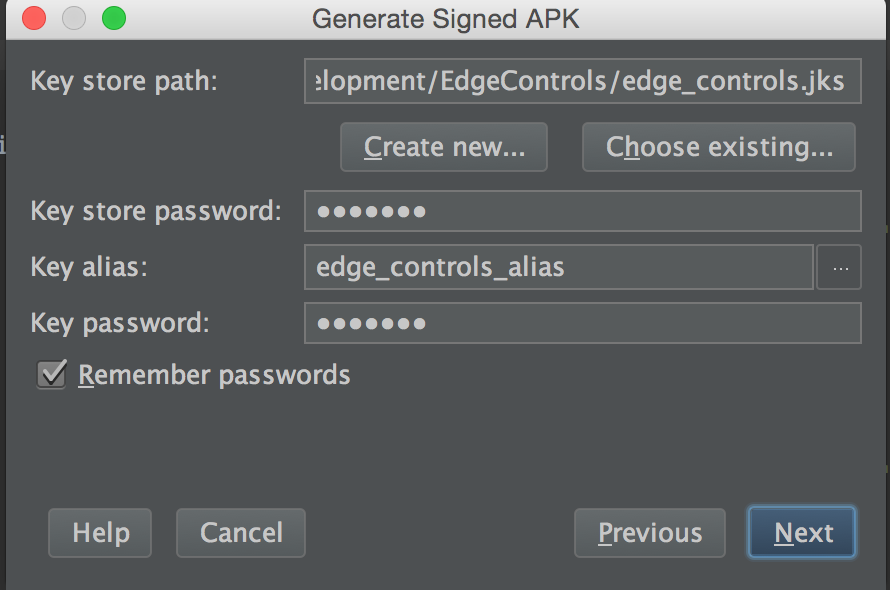 Generate Signed APK
Key store path: elopment/EdgeControls/edge_controls.jks
Create new... Choose existing...
Key store password: •••••••
Key alias: edge_controls_alias ...
Key password: •••••••
Remember passwords
Help Cancel Previous Next